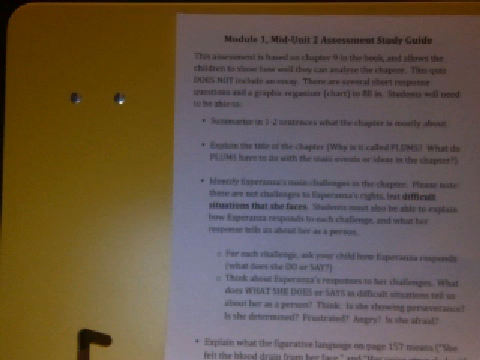 Module 1, Mid-Unit 2 Assessment Study Guide
This assessment is based on chapter 9 in the book, and allows the
children to show how well they can analyze the chapter. This quiz
DOES NOT include an essay. There are several short response
questions and a graphic organizer (chart) to fill in. Students will need
to be able to:
• Summarize in 1-2 sentences what the chapter is mostly about.
• Explain the title of the chapter (Why is it called PLUMS? What do
PLUMS have to do with the main events or ideas in the chapter?)
• Identify Esperanza's main challenges in the chapter. Please note:
these are not challenges to Esperanza's rights, but difficult
situations that she faces. Students must also be able to explain
how Esperanza responds to each challenge, and what her
response tells us about her as a person.
o For each challenge, ask your child how Esperanza responds
(what does she DO or SAY?)
o Think about Esperanza's responses to her challenges. What
does WHAT SHE DOES or SAYS in difficult situations tell us
about her as a person? Think: Is she showing perseverance?
Is she determined? Frustrated? Angry? Is she afraid?
• Explain what the figurative language on page 157 means ("She
felt the blood drain from her face" and